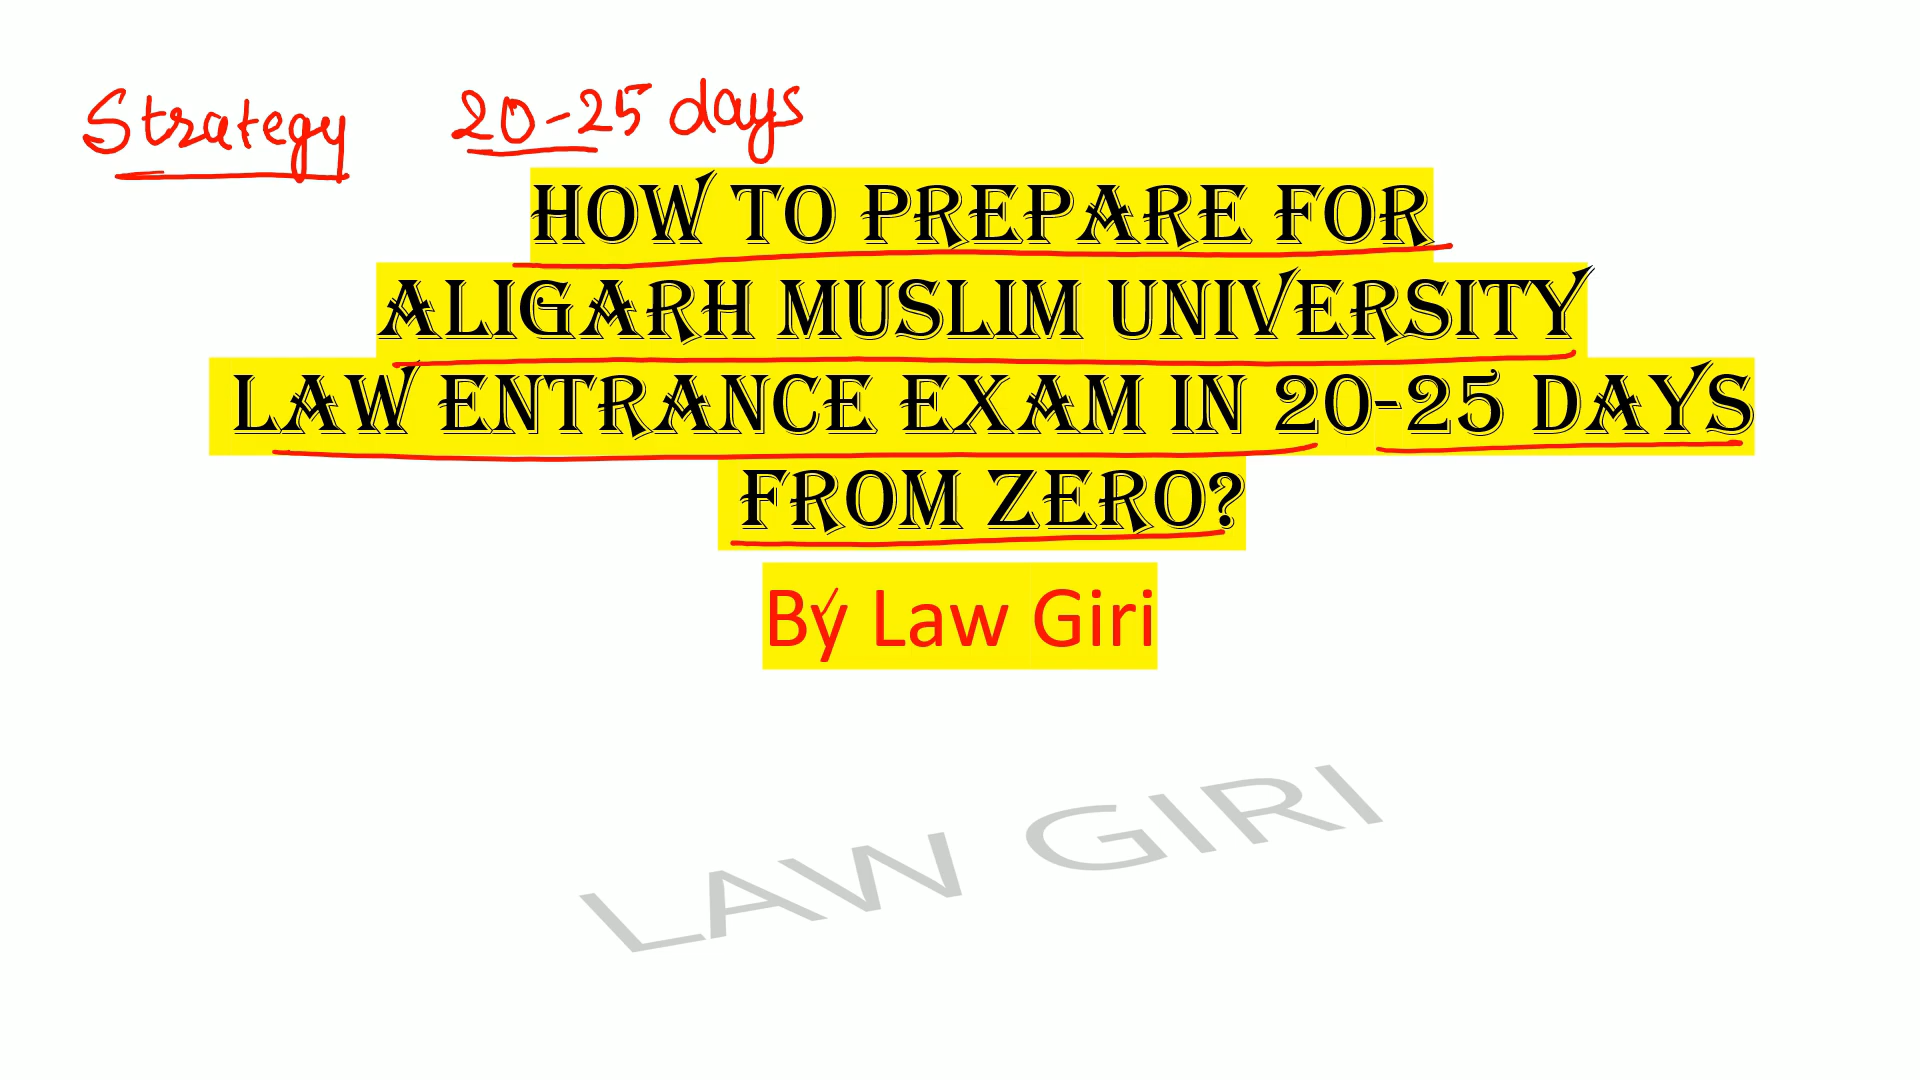 Strategy 20-25 days
HOW TO PREPARE FOR
ALIGARH MUSLIM UNIVERSITY
LAW ENTRANCE EXAM IN 20-25 DAYS
FROM ZERO?
By Law Giri
LAW GIRI